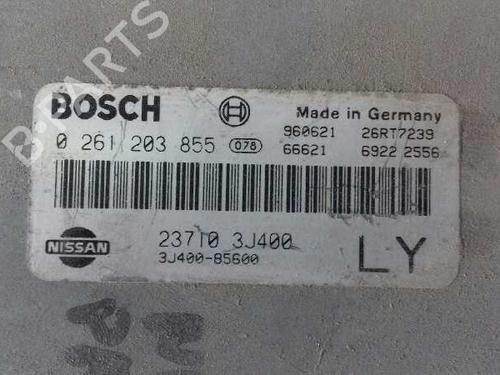 B-PARTS
BOSCH Made in Germany
0 261 203 855 078 960621 26RT7239
66621 6922 2556
NISSAN 23710 3J400
3J400-85600 LY